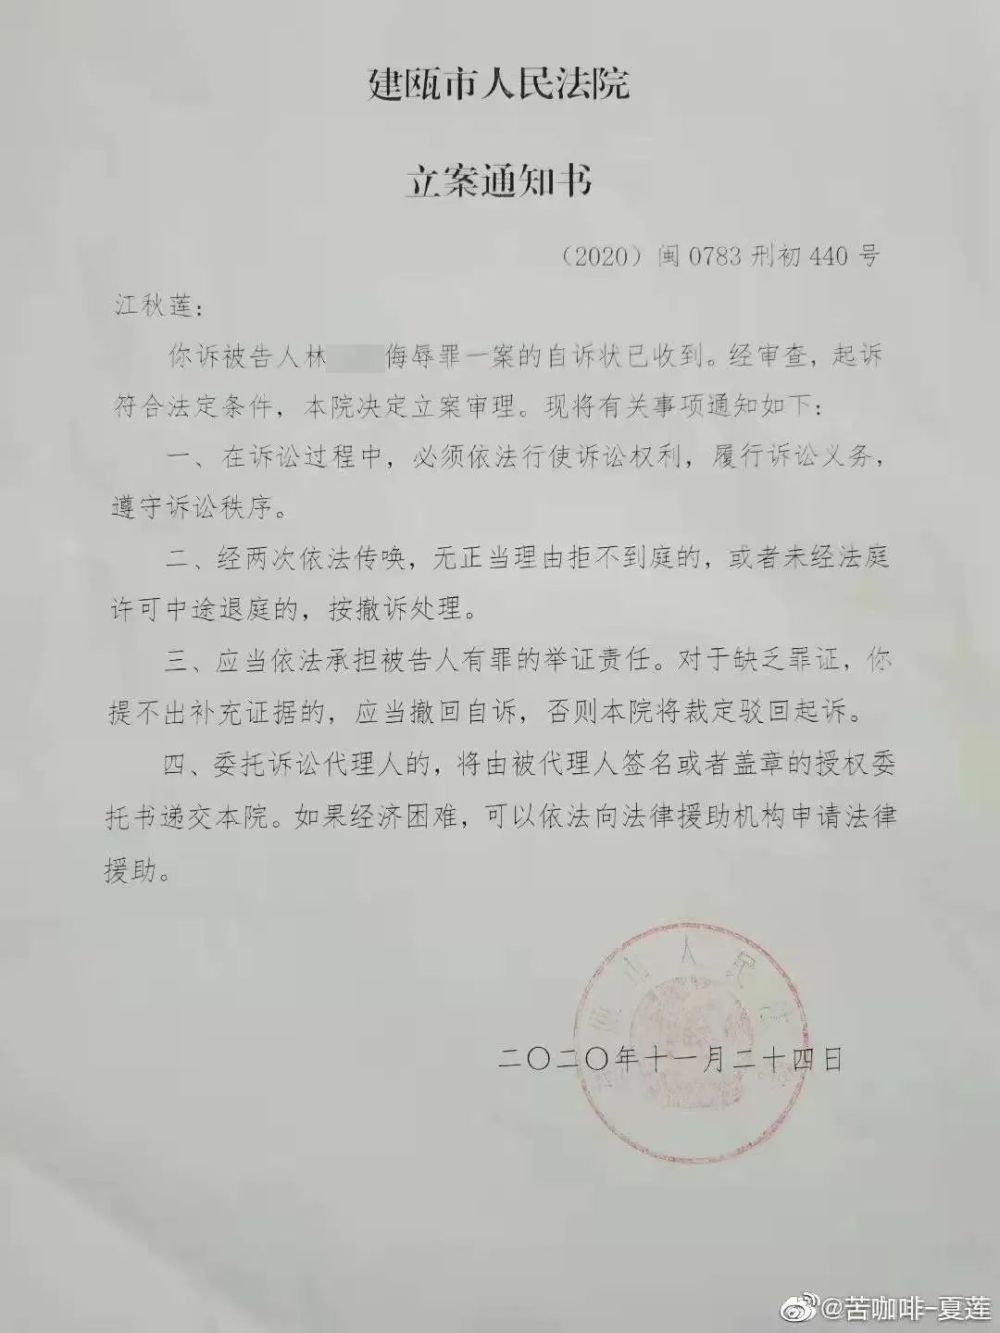 建瓯市人民法院
立案通知书
（2020）闽0783刑初440号
江秋莲：
你诉被告人林 侮辱罪一案的自诉状已收到。经审查，起诉
符合法定条件，本院决定立案审理。现将有关事项通知如下：
一、在诉讼过程中，必须依法行使诉讼权利，履行诉讼义务，
遵守诉讼秩序。
二、经两次依法传唤，无正当理由拒不到庭的，或者未经法庭
许可中途退庭的，按撤诉处理。
三、应当依法承担被告人有罪的举证责任。对于缺乏罪证，你
提不出补充证据的，应当撤回自诉，否则本院将裁定驳回起诉。
四、委托诉讼代理人的，将由被代理人签名或者盖章的授权委
托书递交本院。如果经济困难，可以依法向法律援助机构申请法律
援助。
市人民法
二〇二〇年十一月二十四日
@苦咖啡-夏莲